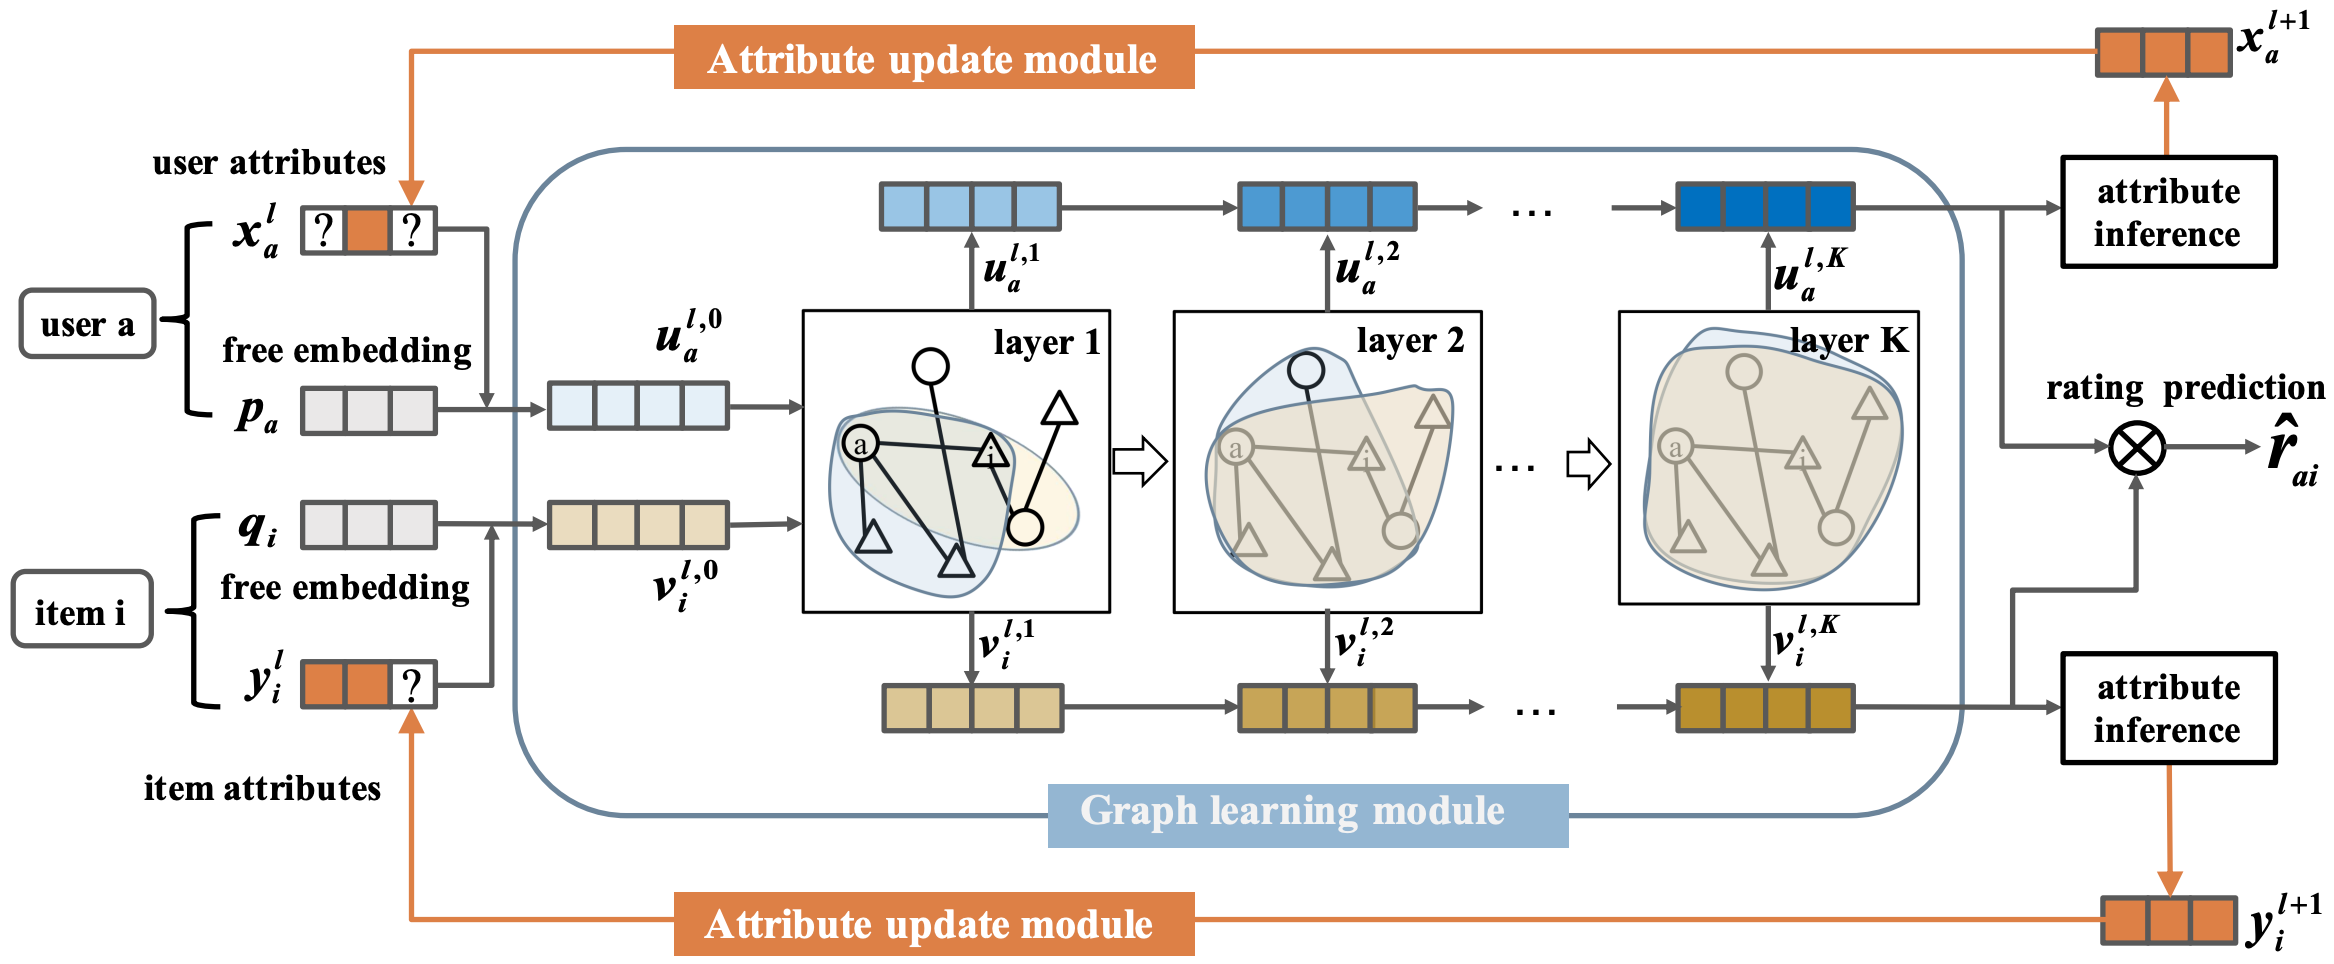 Attribute update module
x_a^{l+1}
user attributes
x_a^l
? ?
attribute
inference
u_a^{l,1}
u_a^{l,2}
...
u_a^{l,K}
user a
free embedding
u_a^{l,0}
p_a
layer 1
layer 2
layer K
a i
a i
a i
...
rating prediction
r̂_{ai}
q_i
free embedding
v_i^{l,0}
item i
y_i^l
?
v_i^{l,1}
v_i^{l,2}
...
v_i^{l,K}
attribute
inference
item attributes
Graph learning module
Attribute update module
y_i^{l+1}